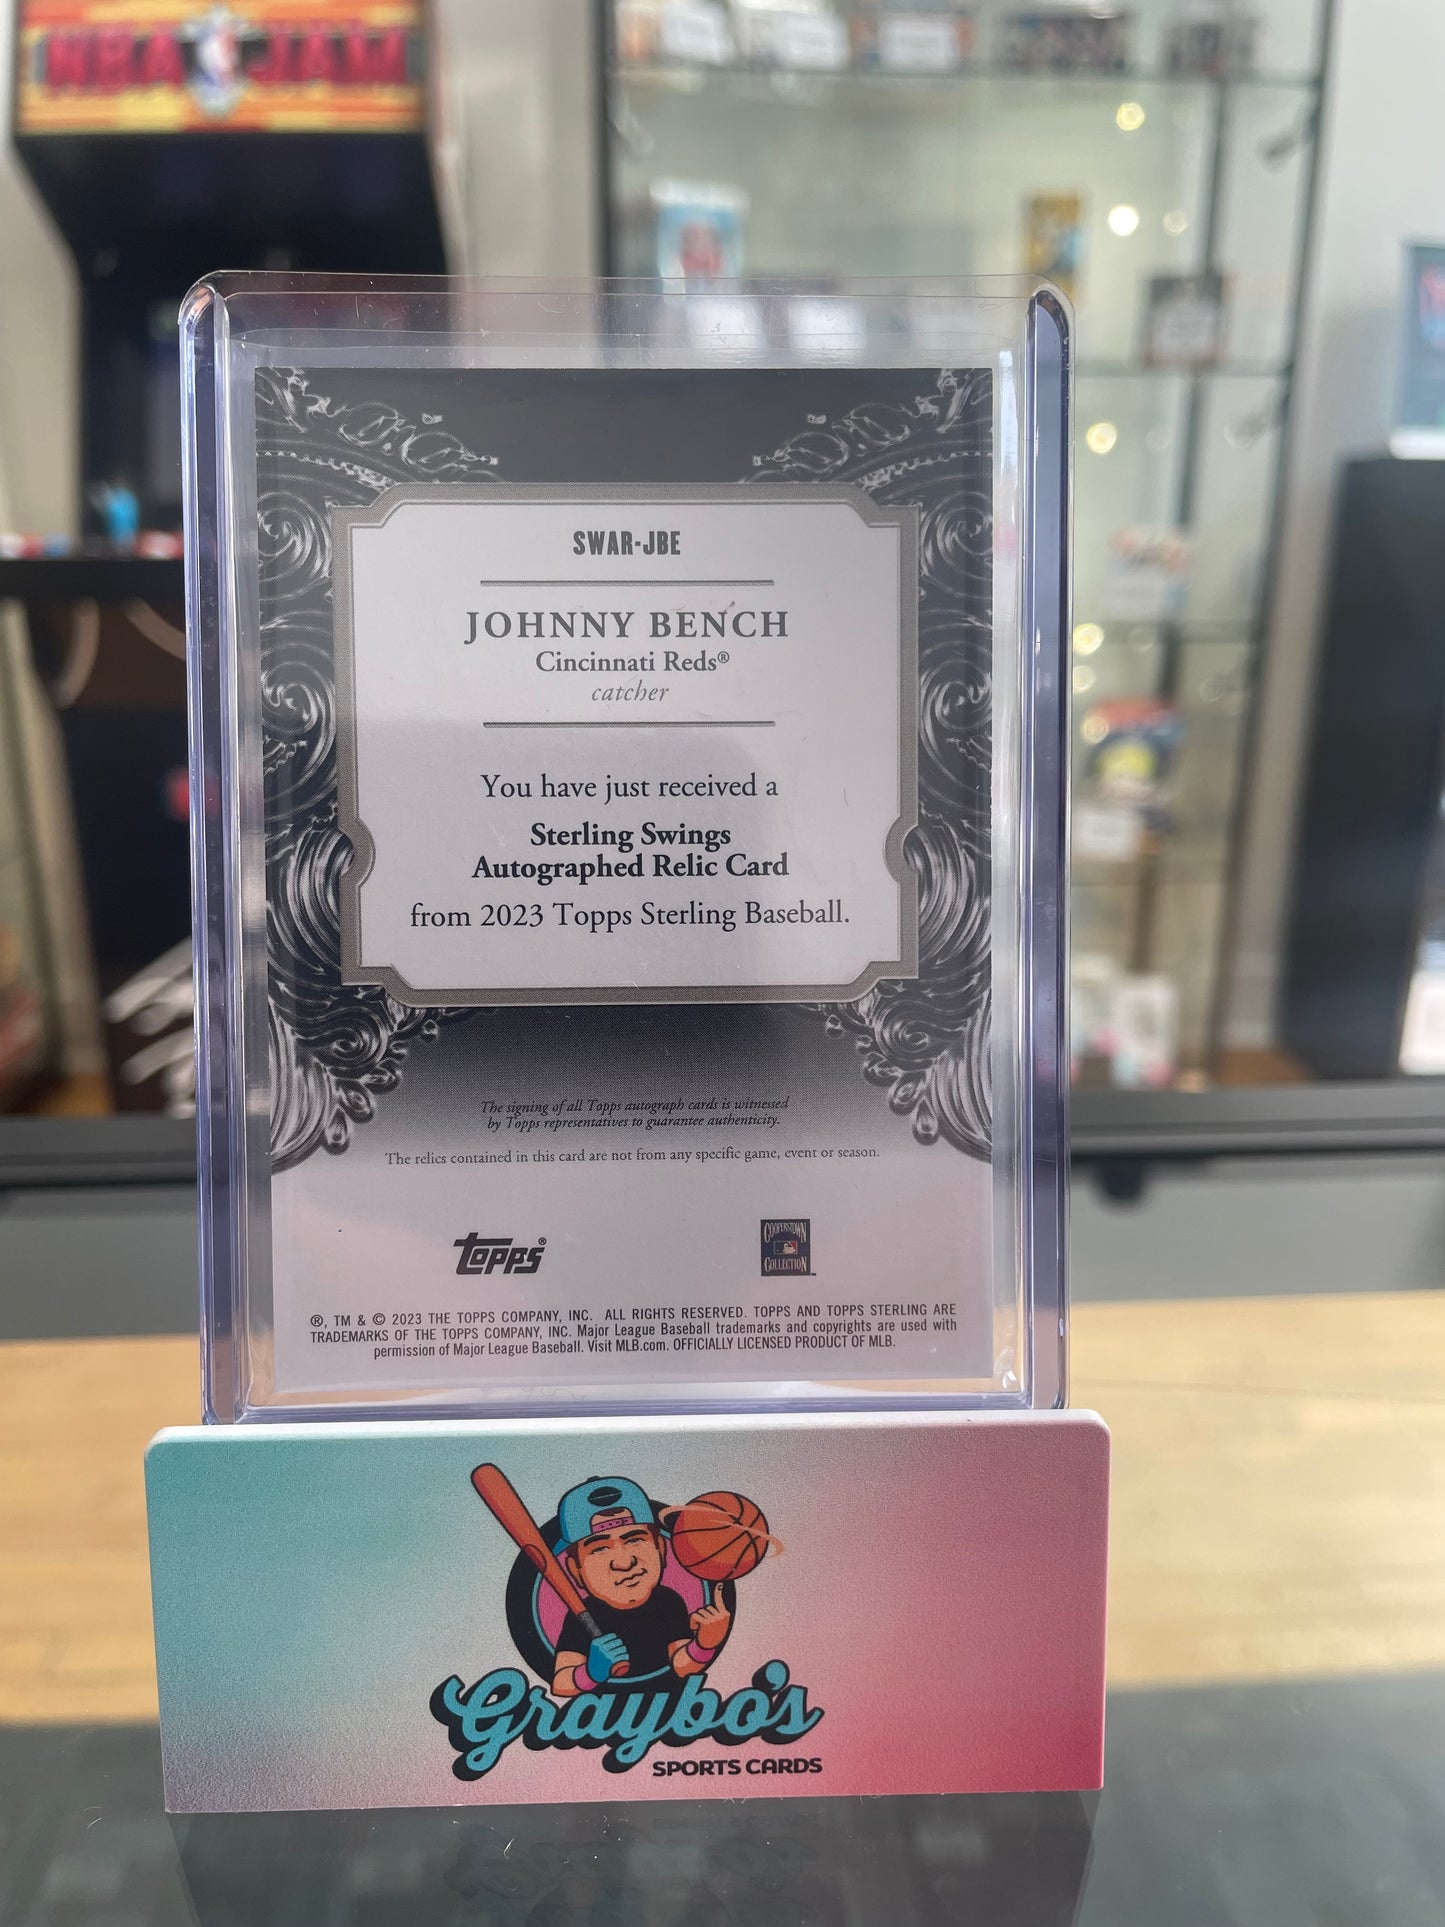 NBA JAM
SWAR-JBE
JOHNNY BENCH
Cincinnati Reds®
catcher
You have just received a
Sterling Swings
Autographed Relic Card
from 2023 Topps Sterling Baseball.
The signing of all Topps autograph cards is witnessed
by Topps representatives to guarantee authenticity.
The relics contained in this card are not from any specific game, event or season.
Topps®
COOPERSTOWN
COLLECTION™
®, TM & © 2023 THE TOPPS COMPANY, INC. ALL RIGHTS RESERVED. TOPPS AND TOPPS STERLING ARE
TRADEMARKS OF THE TOPPS COMPANY, INC. Major League Baseball trademarks and copyrights are used with
permission of Major League Baseball. Visit MLB.com. OFFICIALLY LICENSED PRODUCT OF MLB.
Graybo's
SPORTS CARDS